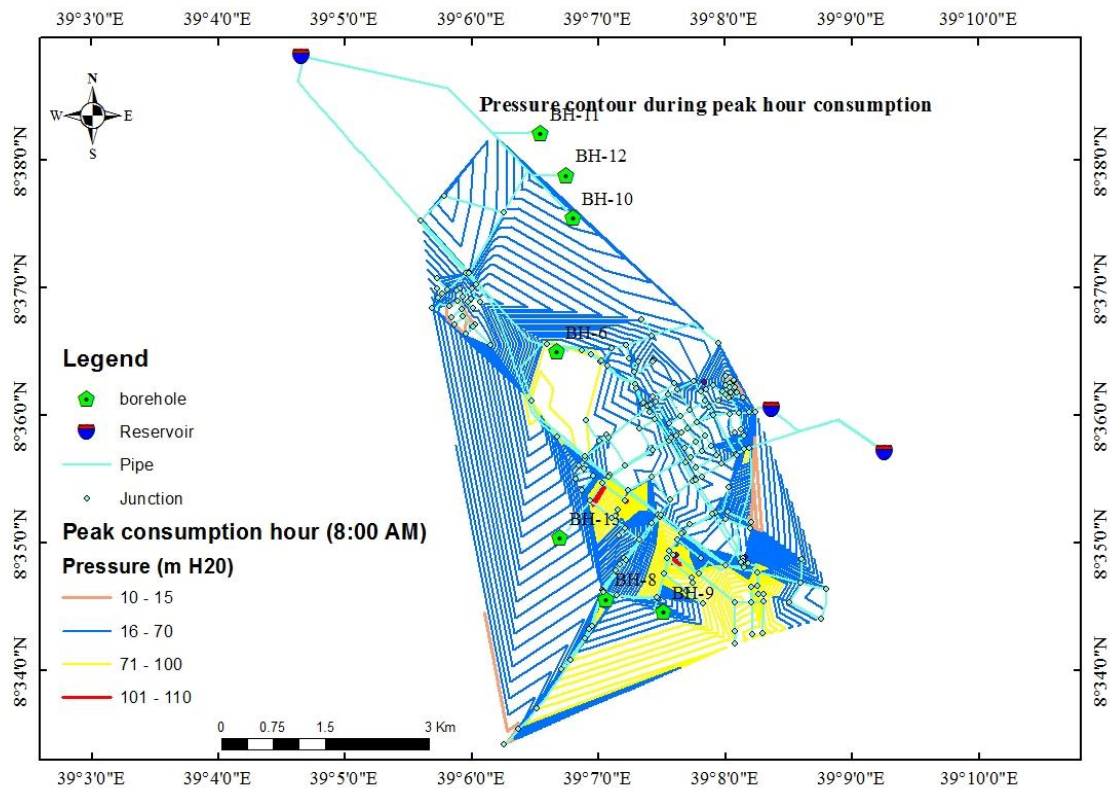 39°3'0"E 39°4'0"E 39°5'0"E 39°6'0"E 39°7'0"E 39°8'0"E 39°9'0"E 39°10'0"E
N
W E
S
Pressure contour during peak hour consumption
BH-11
BH-12
BH-10
8°38'0"N 8°38'0"N
8°37'0"N 8°37'0"N
BH-6
Legend
borehole
8°36'0"N 8°36'0"N
Reservoir
Pipe
Junction
Peak consumption hour (8:00 AM)
BH-13
8°35'0"N 8°35'0"N
Pressure (m H20)
BH-8
BH-9
10 - 15
16 - 70
71 - 100
101 - 110
8°34'0"N 8°34'0"N
0 0.75 1.5 3 Km
39°3'0"E 39°4'0"E 39°5'0"E 39°6'0"E 39°7'0"E 39°8'0"E 39°9'0"E 39°10'0"E